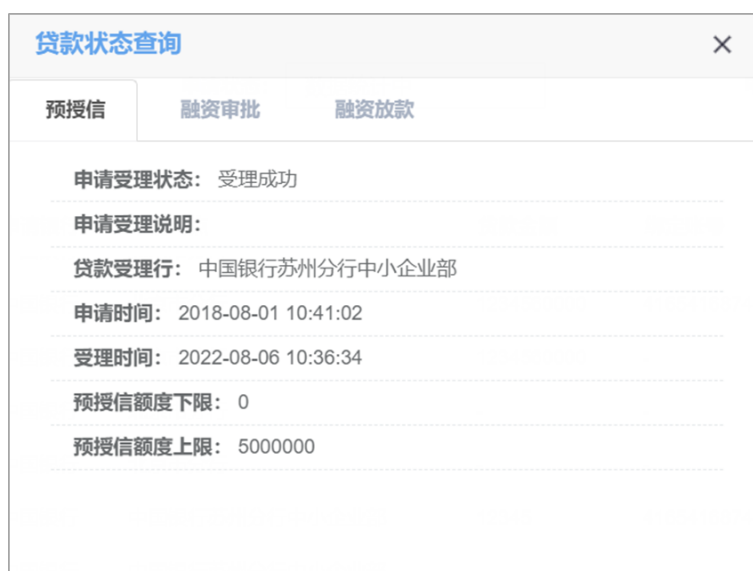 贷款状态查询
预授信 融资审批 融资放款
申请受理状态： 受理成功
申请受理说明：
贷款受理行： 中国银行苏州分行中小企业部
申请时间： 2018-08-01 10:41:02
受理时间： 2022-08-06 10:36:34
预授信额度下限： 0
预授信额度上限： 5000000